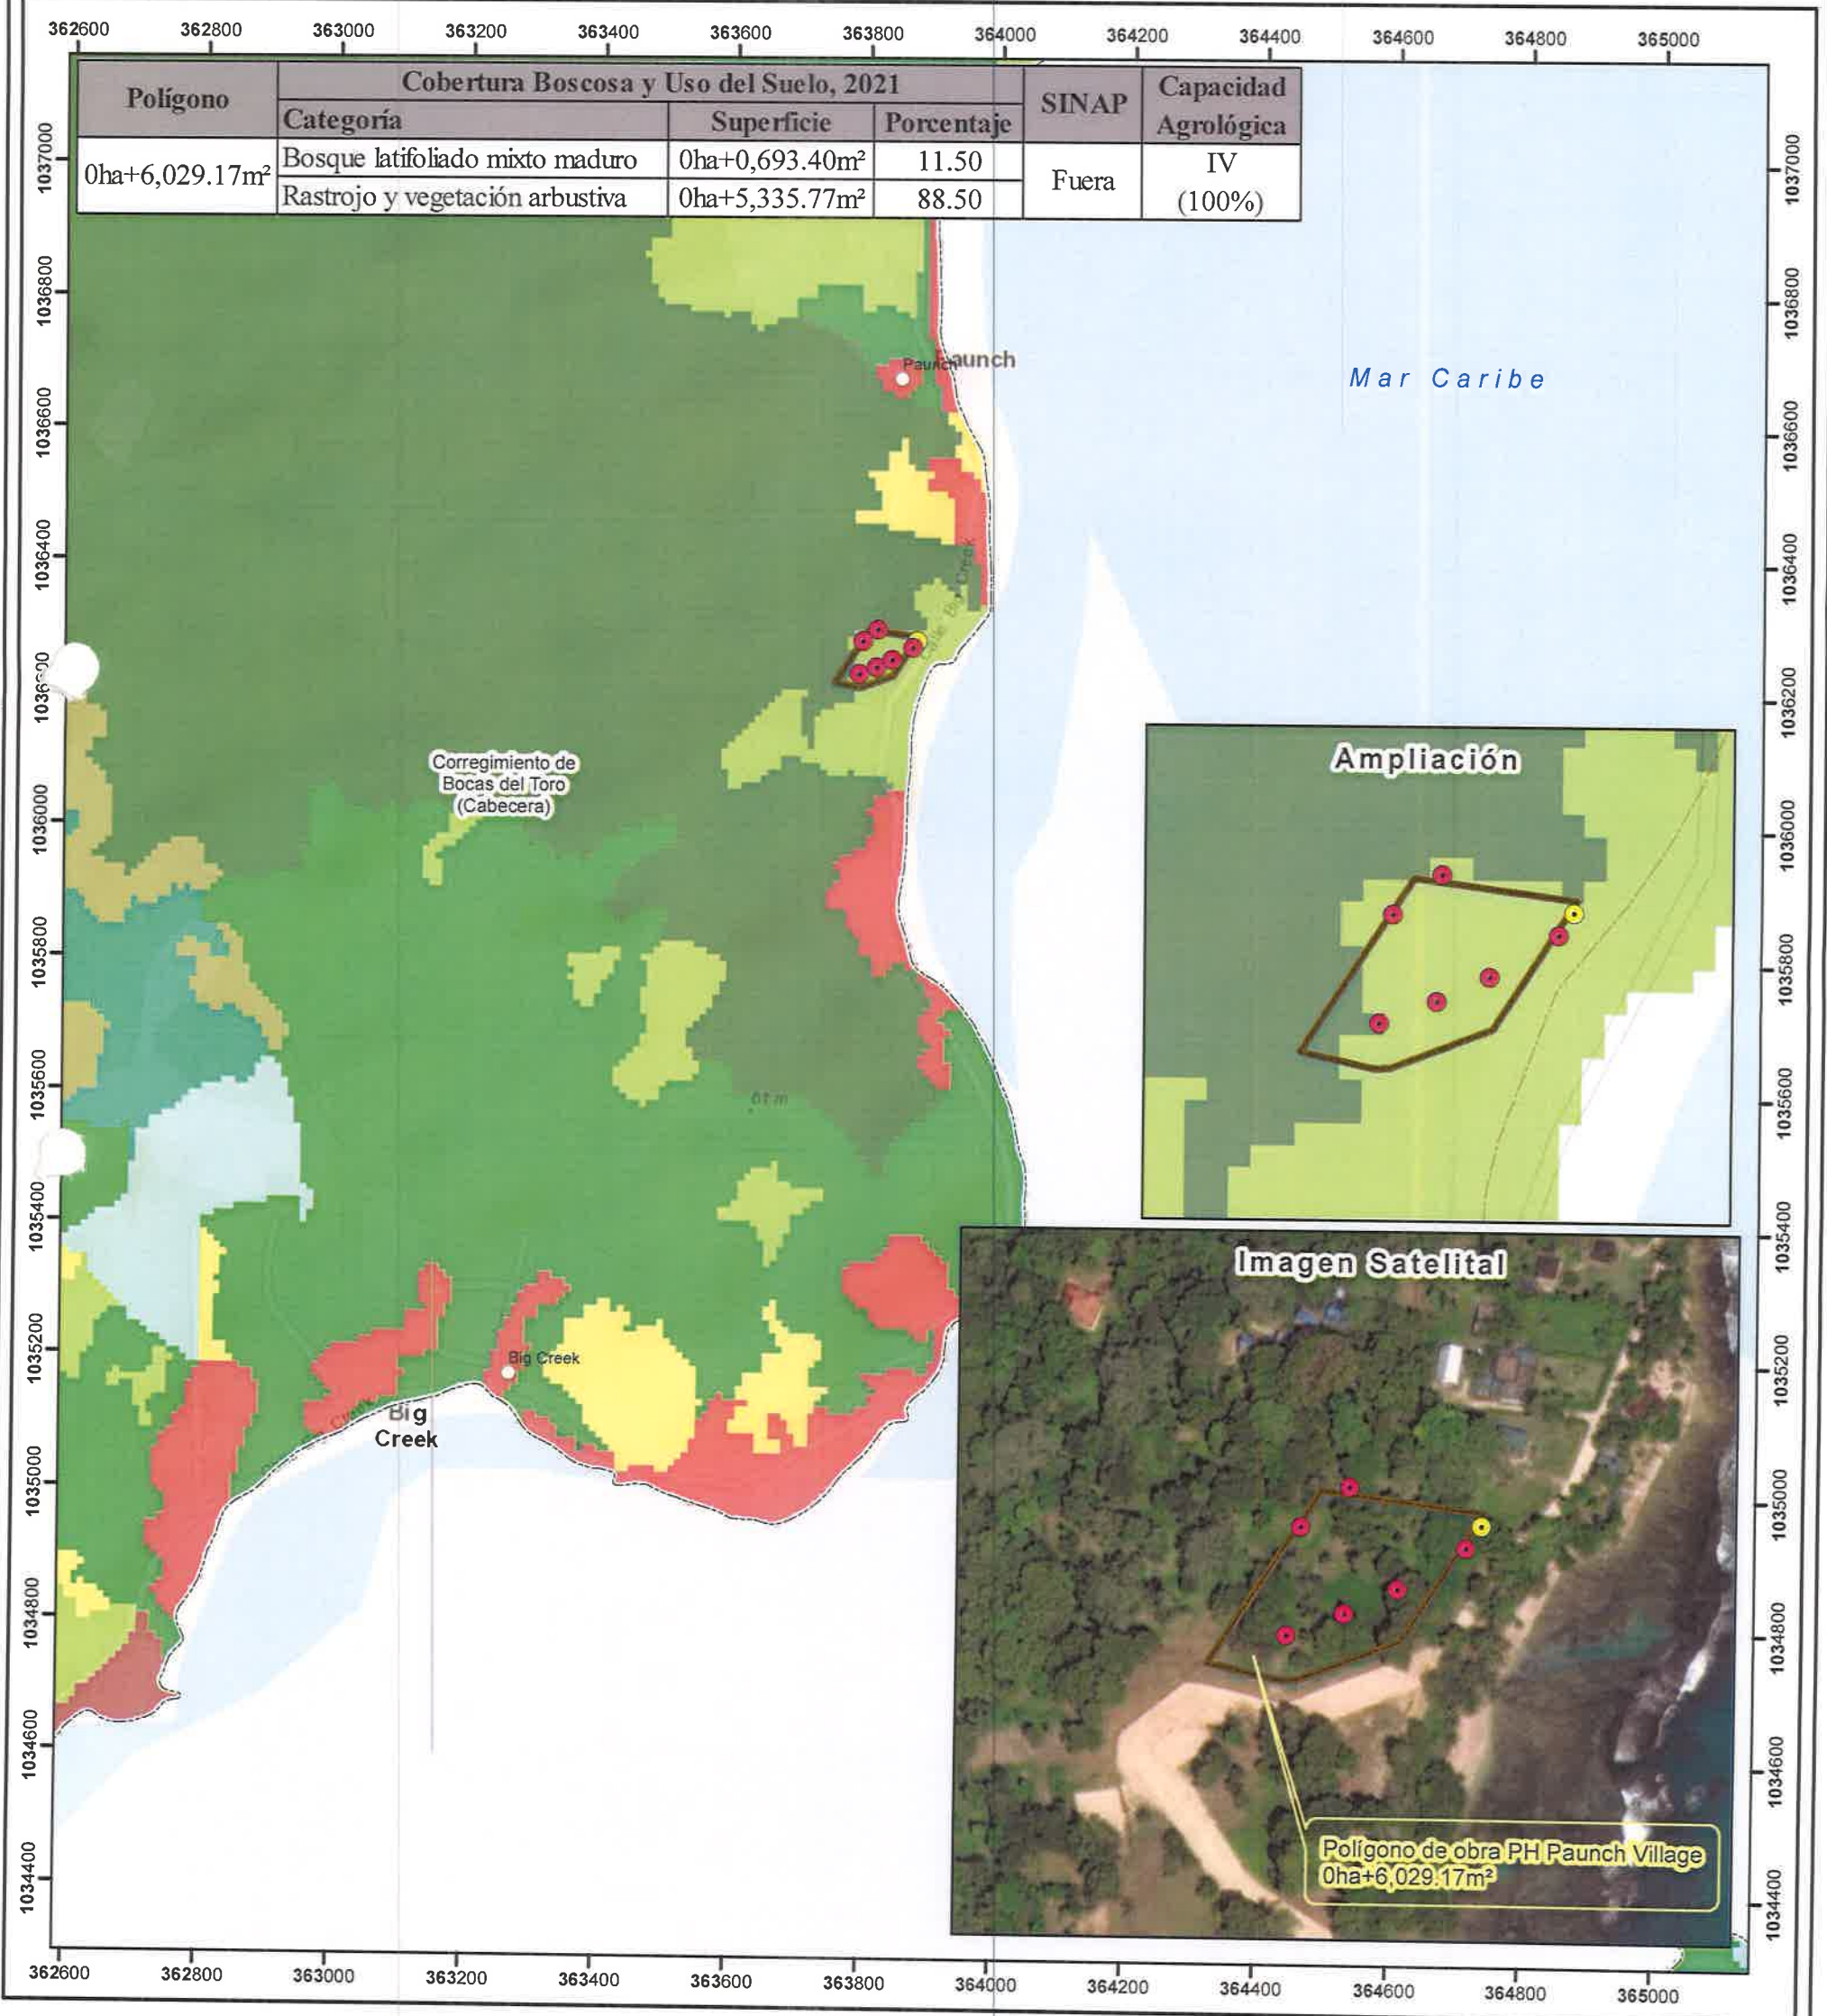 362600 362800 363000 363200 363400 363600 363800 364000 364200 364400 364600 364800 365000
Polígono
Cobertura Boscosa y Uso del Suelo, 2021
SINAP
Capacidad Agrológica
Categoría Superficie Porcentaje
0ha+6,029.17m²
Bosque latifoliado mixto maduro 0ha+0,693.40m² 11.50
Rastrojo y vegetación arbustiva 0ha+5,335.77m² 88.50
Fuera
IV
(100%)
1037000
1036800
1036600
1036400
1036000
1035800
1035600
1035400
1035200
1035000
1034800
1034600
1034400
Paunch
aunch
Mar Caribe
Calle Big Creek
Corregimiento de
Bocas del Toro
(Cabecera)
Big Creek
Big
Creek
Creek
Ampliación
Imagen Satelital
Polígono de obra PH Paunch Village
0ha+6,029.17m²
1037000
1036800
1036600
1036400
1036200
1036000
1035800
1035600
1035400
1035200
1035000
1034800
1034600
1034400
362600 362800 363000 363200 363400 363600 363800 364000 364200 364400 364600 364800 365000